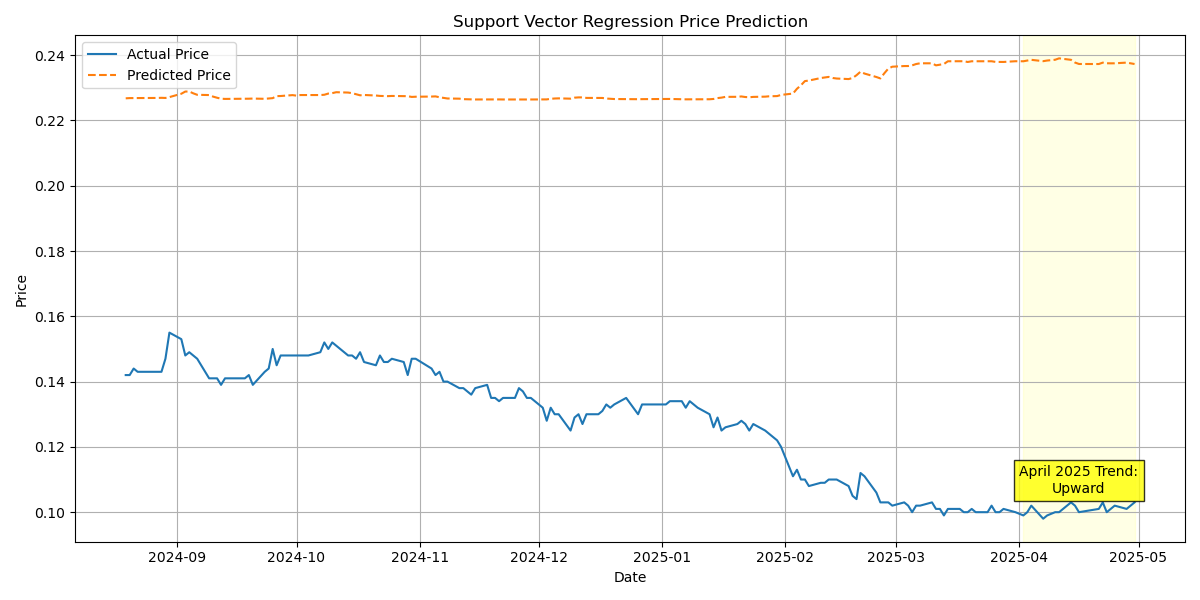 Support Vector Regression Price Prediction
Actual Price
Predicted Price
0.24
0.22
0.20
0.18
0.16
0.14
0.12
0.10
Price
April 2025 Trend:
Upward
2024-09
2024-10
2024-11
2024-12
2025-01
2025-02
2025-03
2025-04
2025-05
Date